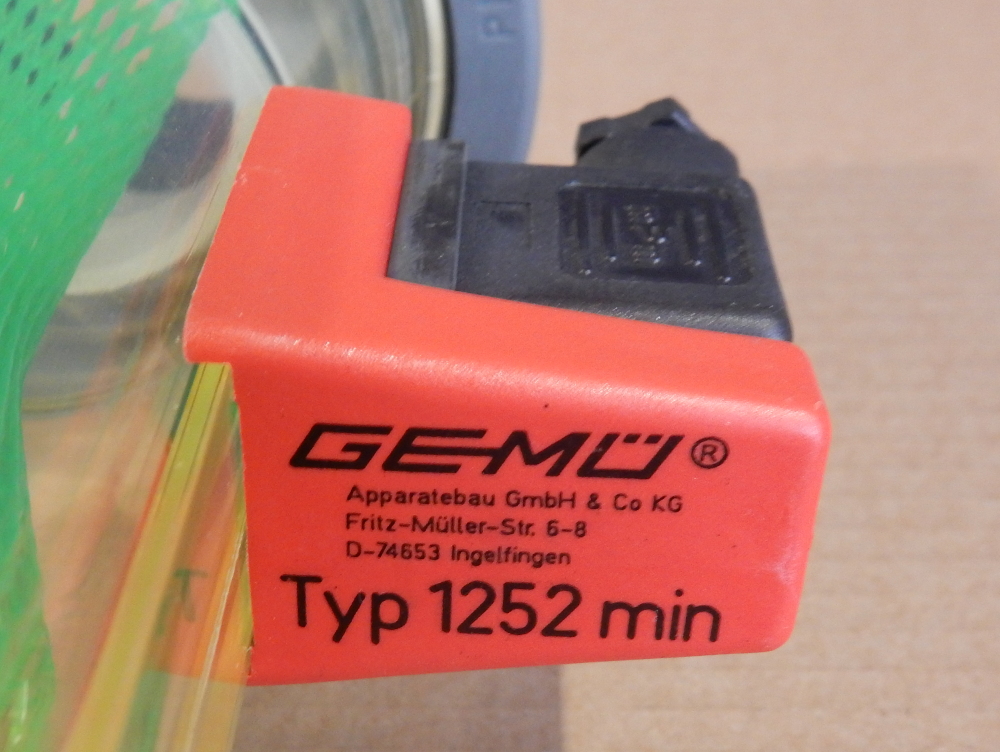 GEMÜ®
Apparatebau GmbH & Co KG
Fritz-Müller-Str. 6-8
D-74653 Ingelfingen
Typ 1252 min